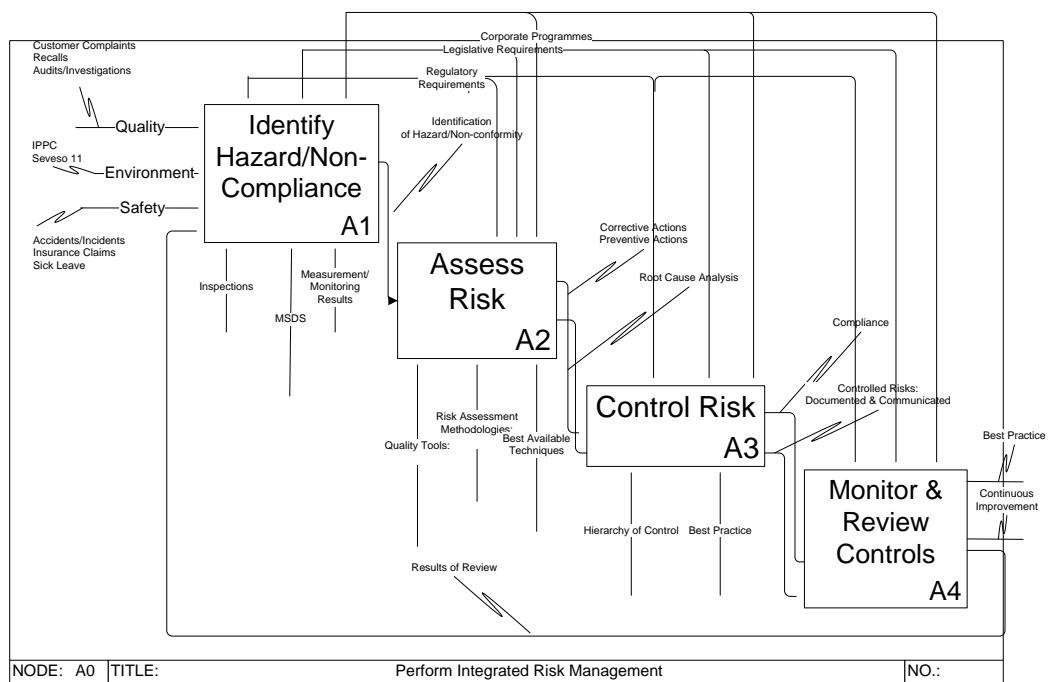 Corporate Programmes
Legislative Requirements
Customer Complaints
Recalls
Audits/Investigations
Regulatory
Requirements
Quality
IPPC
Seveso 11
Environment
Safety
Accidents/Incidents
Insurance Claims
Sick Leave
Identify
Hazard/Non-
Compliance
A1
Identification
of Hazard/Non-conformity
Inspections
MSDS
Measurement/
Monitoring
Results
Assess
Risk
A2
Corrective Actions
Preventive Actions
Root Cause Analysis
Quality Tools:
Risk Assessment
Methodologies:
Best Available
Techniques
Control Risk
A3
Compliance
Controlled Risks:
Documented & Communicated
Hierarchy of Control
Best Practice
Monitor &
Review
Controls
A4
Best Practice
Continuous
Improvement
Results of Review
NODE: A0
TITLE:
Perform Integrated Risk Management
NO.: